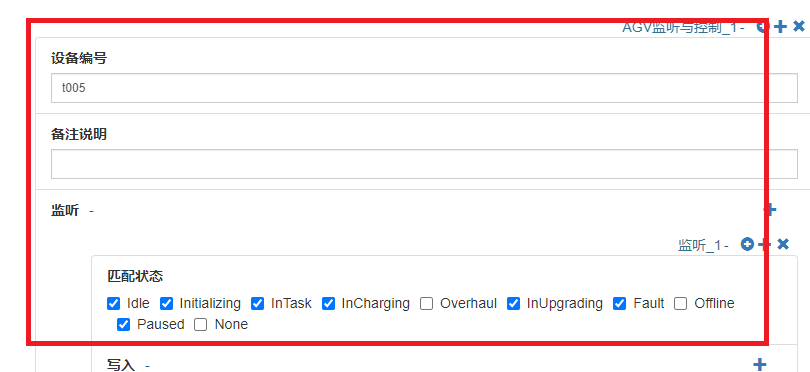 AGV监听与控制_1 -
设备编号
t005
备注说明
监听 -
监听_1 -
匹配状态
Idle Initializing InTask InCharging Overhaul InUpgrading Fault Offline
Paused None
写入 -